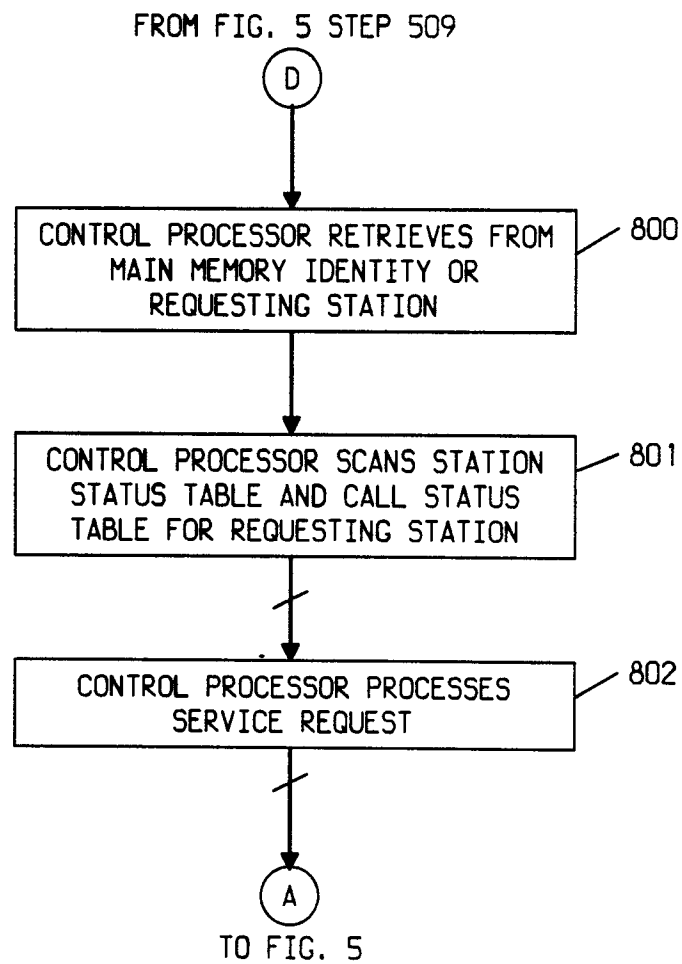 FROM FIG. 5 STEP 509
D
CONTROL PROCESSOR RETRIEVES FROM
MAIN MEMORY IDENTITY OR
REQUESTING STATION
800
CONTROL PROCESSOR SCANS STATION
STATUS TABLE AND CALL STATUS
TABLE FOR REQUESTING STATION
801
CONTROL PROCESSOR PROCESSES
SERVICE REQUEST
802
A
TO FIG. 5